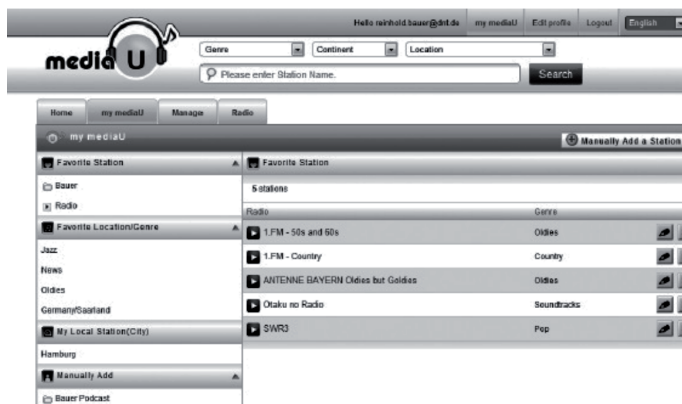 Hello reinhold.bauer@dnt.de my mediaU Edit profile Logout English
media U
Genre Continent Location
Please enter Station Name. Search
Home my mediaU Manager Radio
my mediaU
Manually Add a Station
Favorite Station
Bauer
Radio
Favorite Location/Genre
Jazz
News
Oldies
Germany/Saarland
My Local Station(City)
Hamburg
Manually Add
Bauer Podcast
Favorite Station
5 stations
Radio Genre
1.FM - 50s and 60s Oldies
1.FM - Country Country
ANTENNE BAYERN Oldies but Goldies Oldies
Otaku no Radio Soundtracks
SWR3 Pop